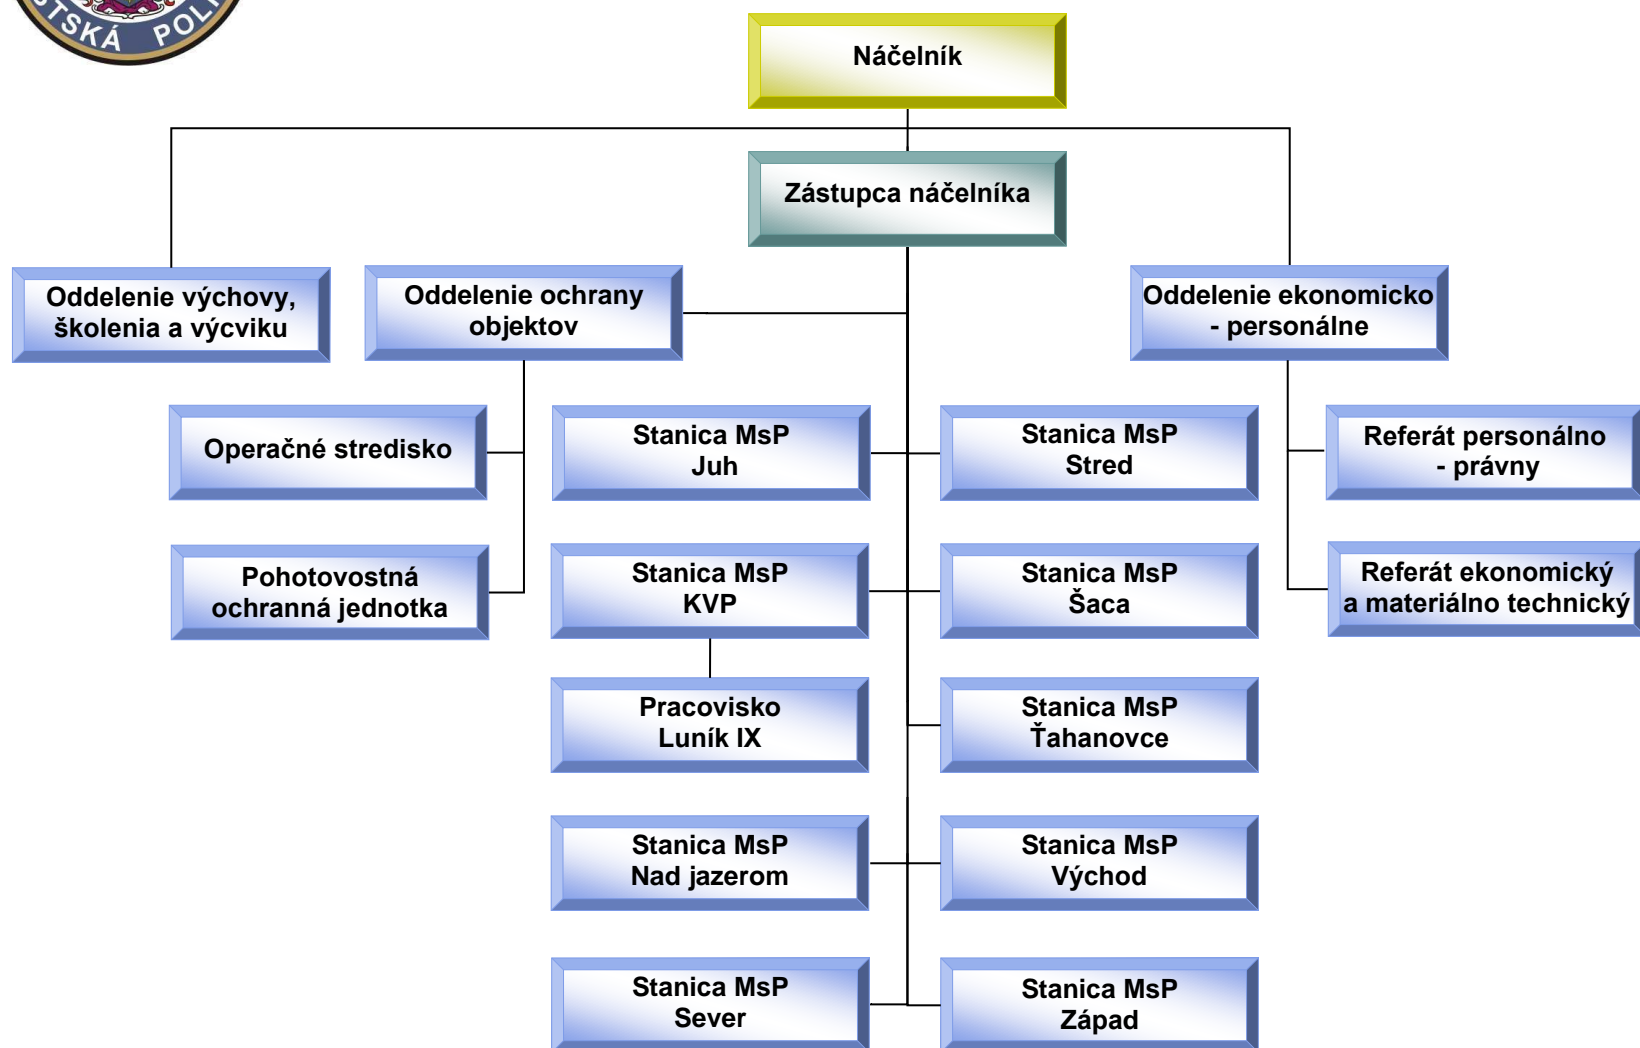 STSKÁ POLI
Náčelník
Zástupca náčelníka
Oddelenie výchovy,
školenia a výcviku
Oddelenie ochrany
objektov
Oddelenie ekonomicko
- personálne
Operačné stredisko
Stanica MsP
Juh
Stanica MsP
Stred
Referát personálno
- právny
Pohotovostná
ochranná jednotka
Stanica MsP
KVP
Stanica MsP
Šaca
Referát ekonomický
a materiálno technický
Pracovisko
Luník IX
Stanica MsP
Ťahanovce
Stanica MsP
Nad jazerom
Stanica MsP
Východ
Stanica MsP
Sever
Stanica MsP
Západ